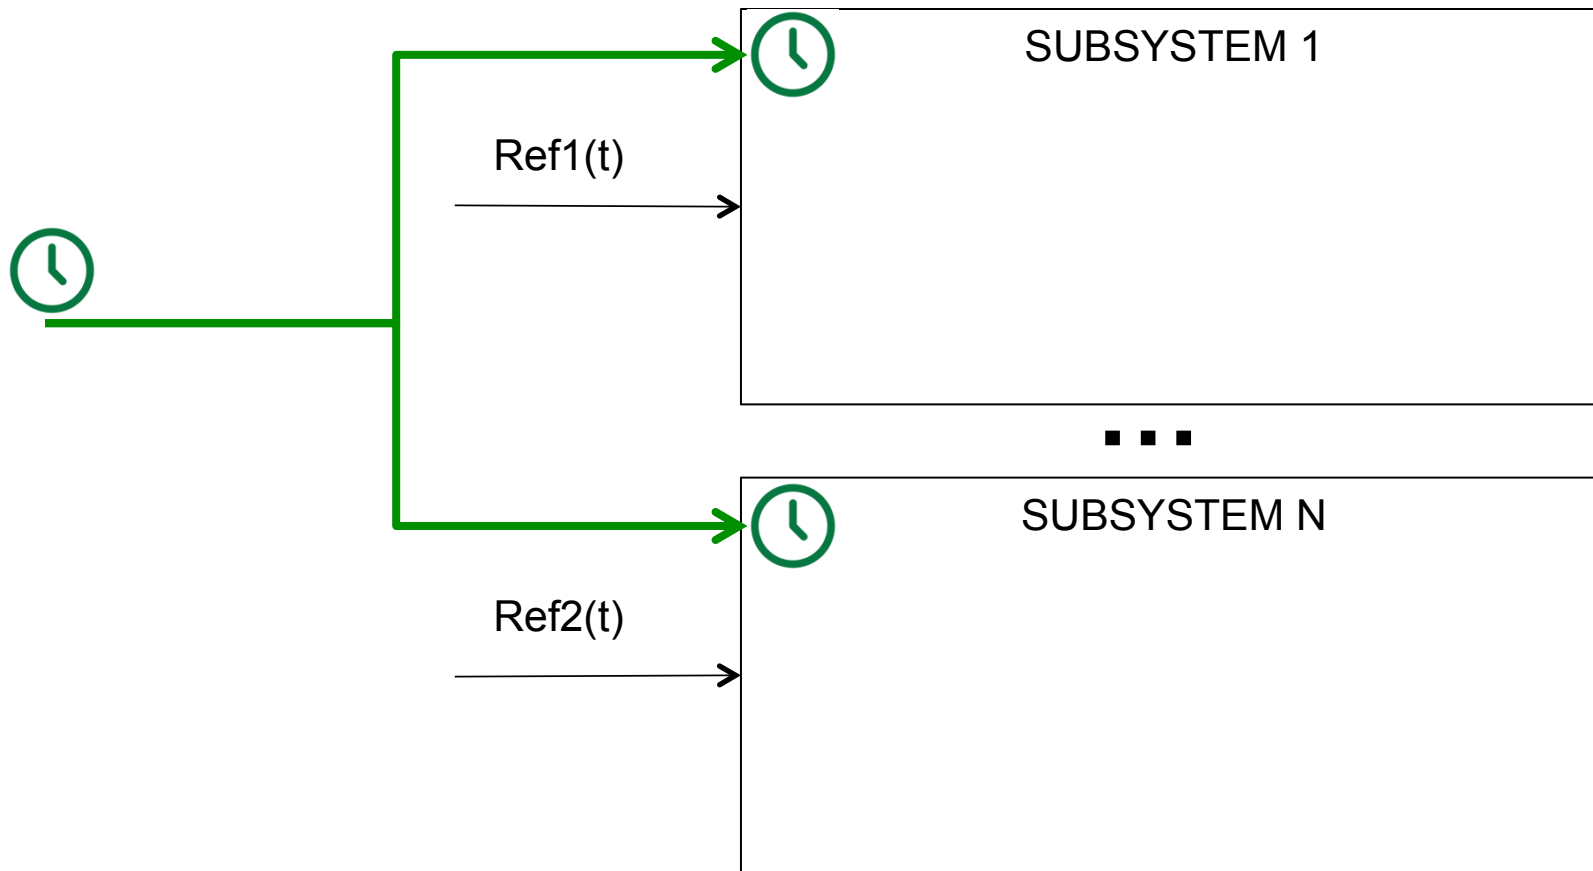 SUBSYSTEM 1
Ref1(t)
...
SUBSYSTEM N
Ref2(t)